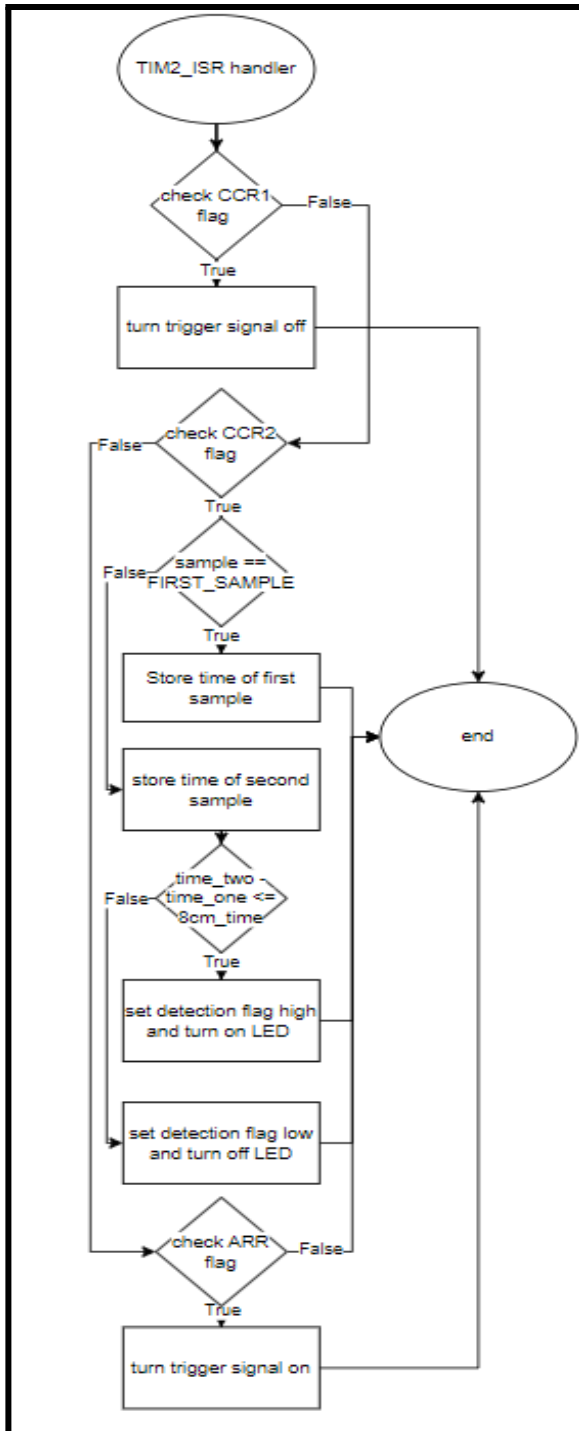 TIM2_ISR handler
check CCR1
flag
False
True
turn trigger signal off
check CCR2
flag
False
True
sample ==
FIRST_SAMPLE
False
True
Store time of first
sample
end
store time of second
sample
time_two -
time_one <=
8cm_time
False
True
set detection flag high
and turn on LED
set detection flag low
and turn off LED
check ARR
flag
False
True
turn trigger signal on